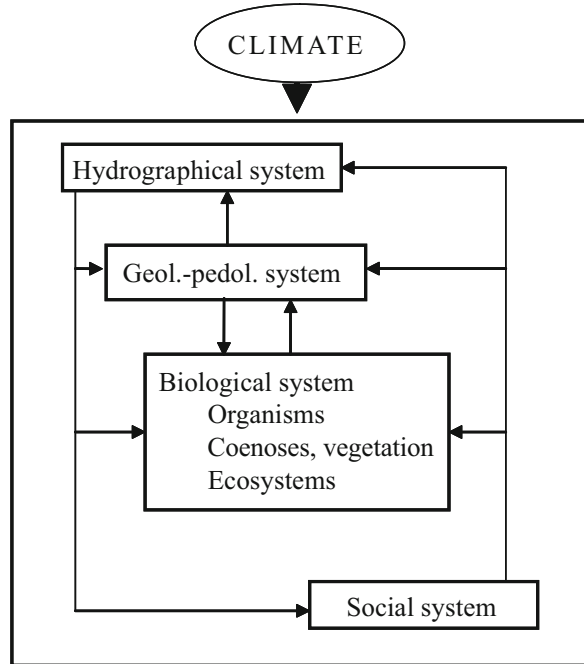 CLIMATE
Hydrographical system
Geol.-pedol. system
Biological system
Organisms
Coenoses, vegetation
Ecosystems
Social system